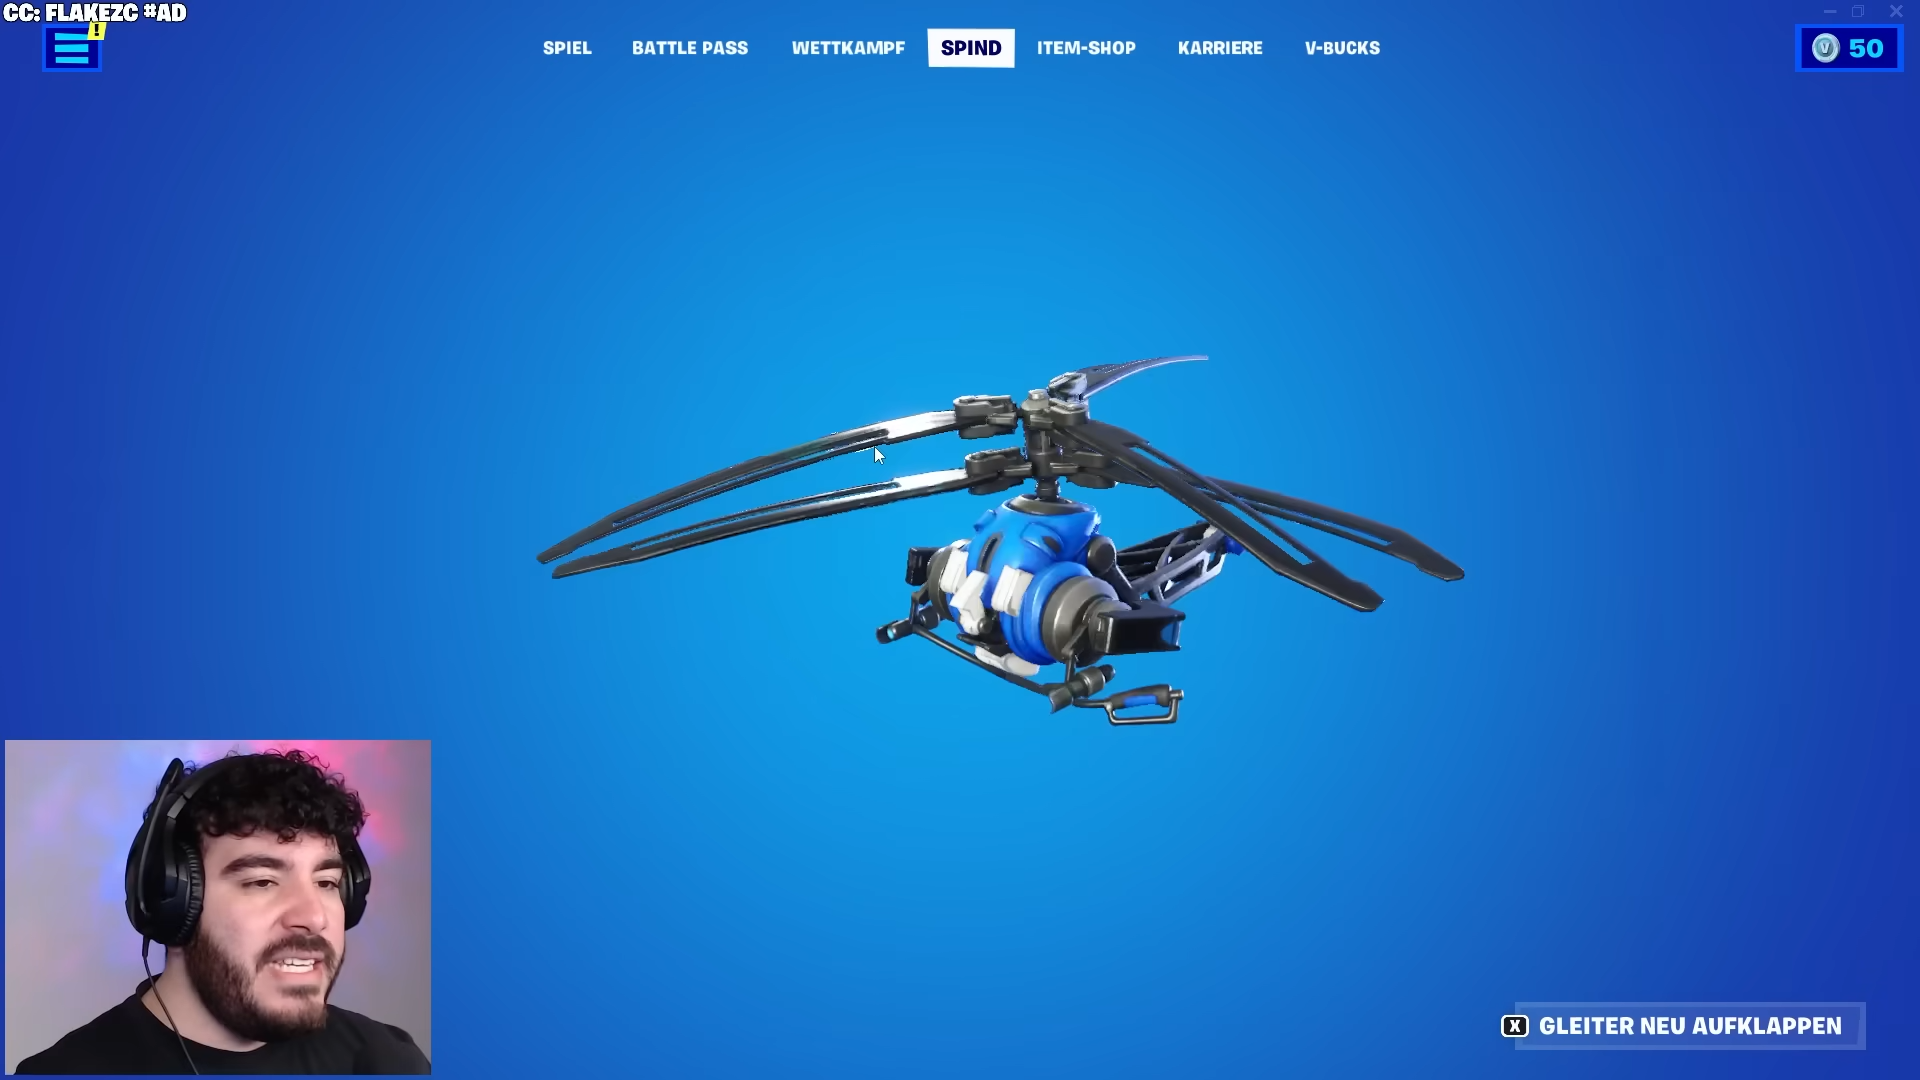 CC: FLAKEZC #AD
!
SPIEL BATTLE PASS WETTKAMPF SPIND ITEM-SHOP KARRIERE V-BUCKS
V 50
X GLEITER NEU AUFKLAPPEN